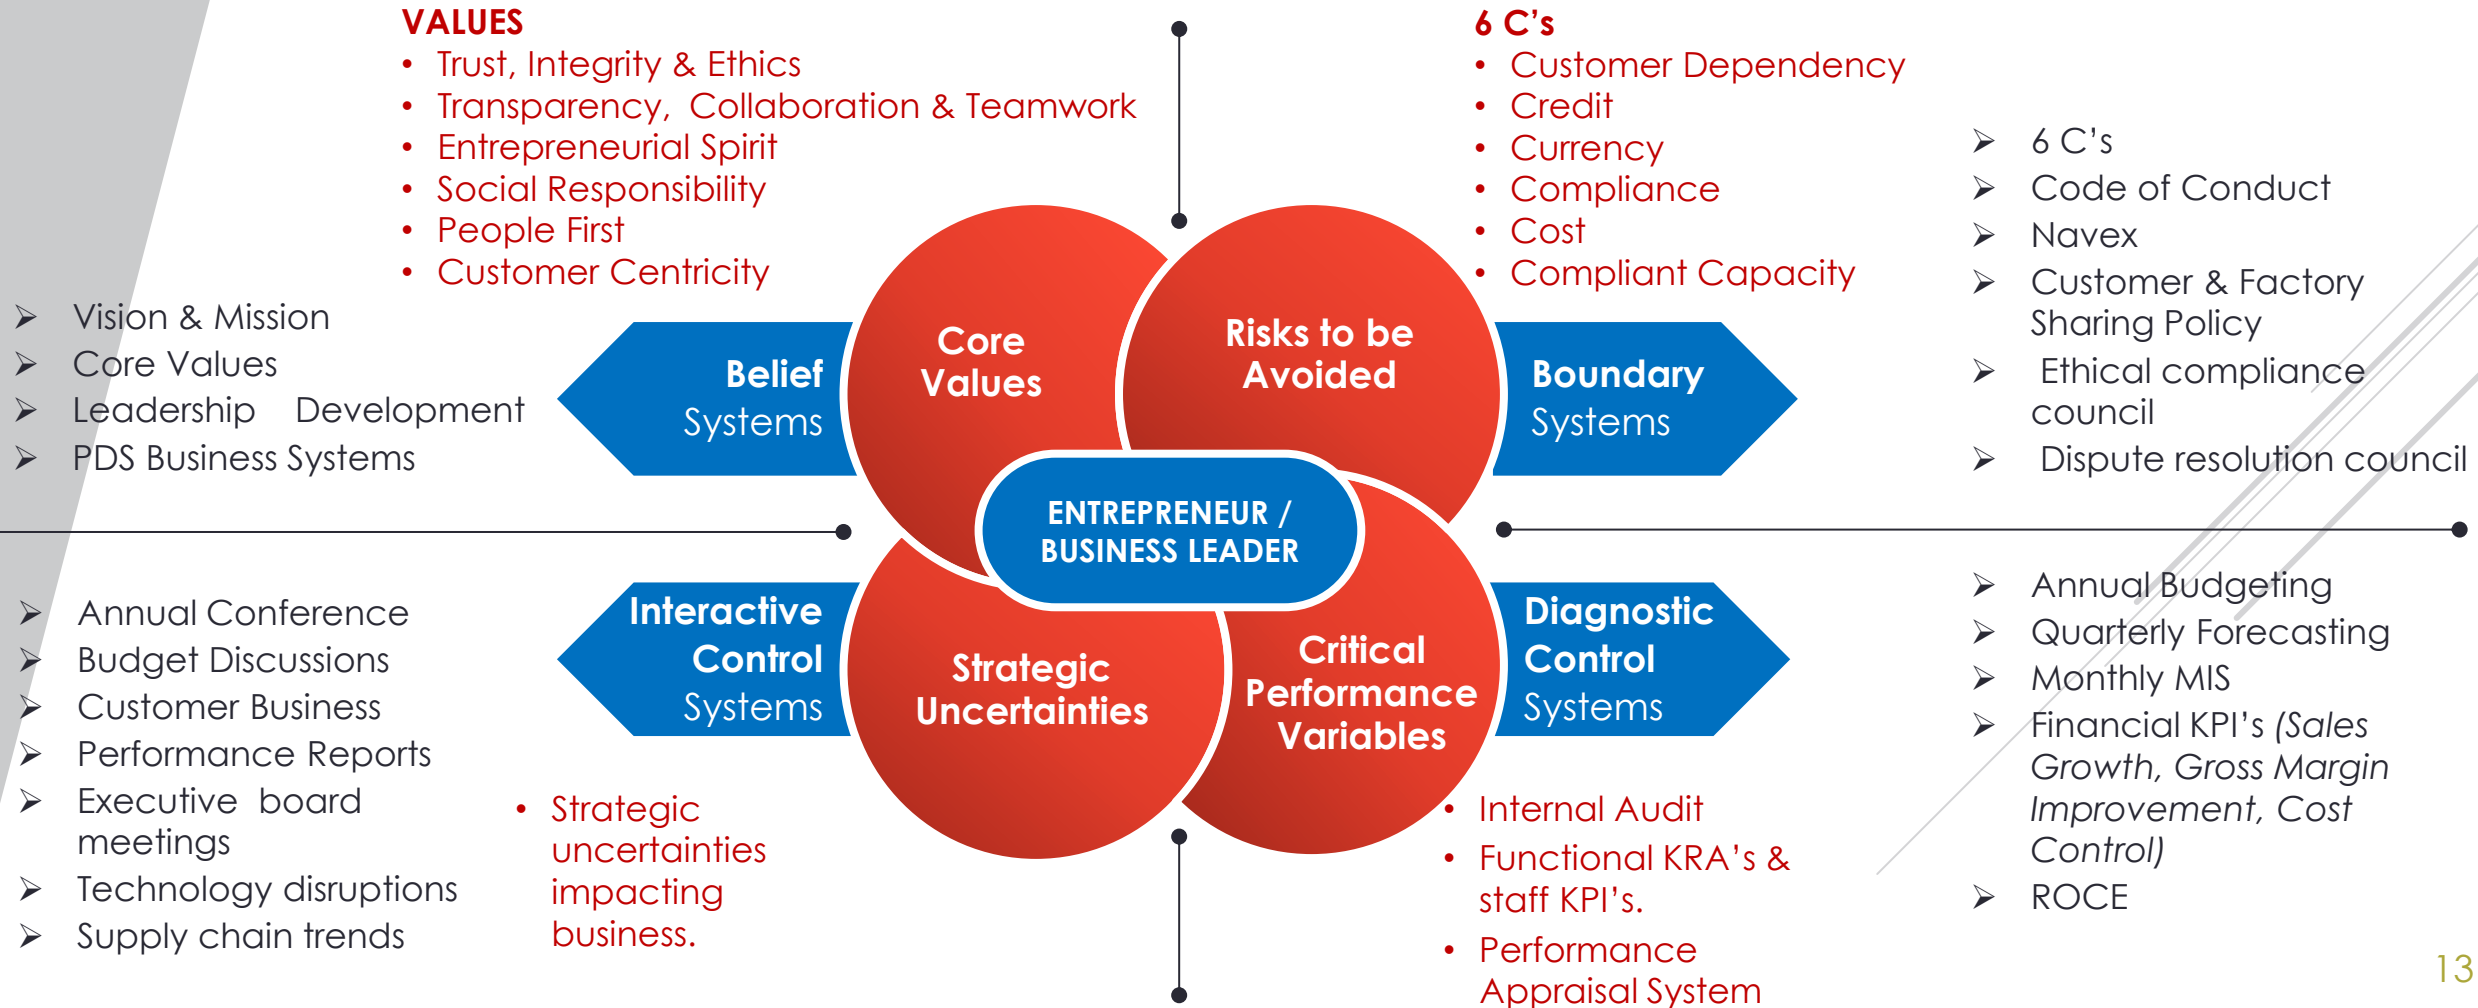 VALUES
• Trust, Integrity & Ethics
• Transparency, Collaboration & Teamwork
• Entrepreneurial Spirit
• Social Responsibility
• People First
• Customer Centricity
6 C’s
• Customer Dependency
• Credit
• Currency
• Compliance
• Cost
• Compliant Capacity
➢ Vision & Mission
➢ Core Values
➢ Leadership Development
➢ PDS Business Systems
Belief
Systems
Core
Values
Risks to be
Avoided
Boundary
Systems
➢ 6 C’s
➢ Code of Conduct
➢ Navex
➢ Customer & Factory
Sharing Policy
➢ Ethical compliance
council
➢ Dispute resolution council
ENTREPRENEUR /
BUSINESS LEADER
➢ Annual Conference
➢ Budget Discussions
➢ Customer Business
➢ Performance Reports
➢ Executive board
meetings
➢ Technology disruptions
➢ Supply chain trends
Interactive
Control
Systems
Strategic
Uncertainties
Critical
Performance
Variables
Diagnostic
Control
Systems
➢ Annual Budgeting
➢ Quarterly Forecasting
➢ Monthly MIS
➢ Financial KPI’s (Sales
Growth, Gross Margin
Improvement, Cost
Control)
➢ ROCE
• Strategic
uncertainties
impacting
business.
• Internal Audit
• Functional KRA’s &
staff KPI’s.
• Performance
Appraisal System
13